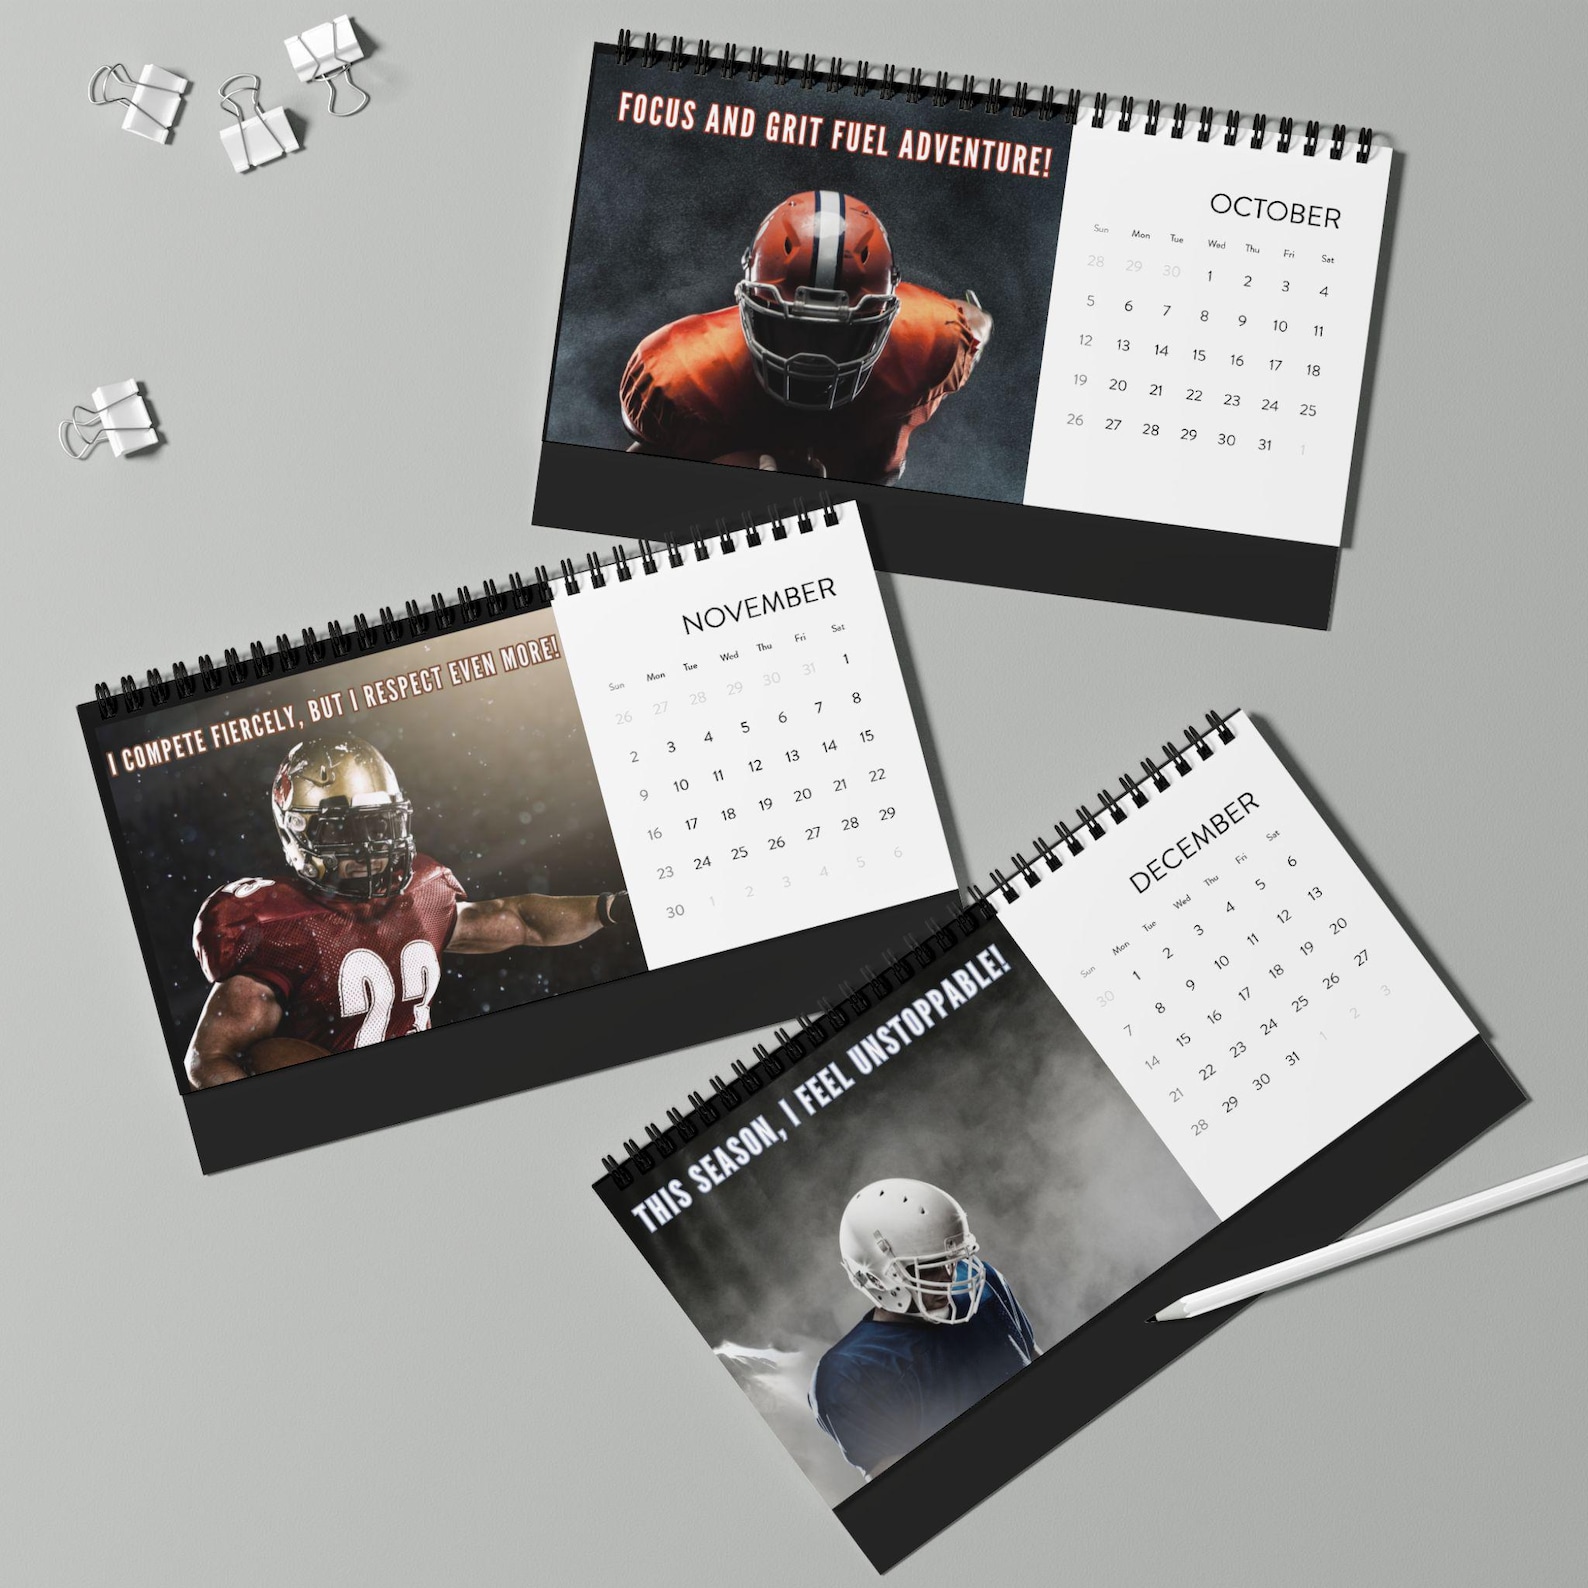 FOCUS AND GRIT FUEL ADVENTURE!
OCTOBER
Sun Mon Tue Wed Thu Fri Sat
28 29 30 1 2 3 4
5 6 7 8 9 10 11
12 13 14 15 16 17 18
19 20 21 22 23 24 25
26 27 28 29 30 31 1
I COMPETE FIERCELY, BUT I RESPECT EVEN MORE!
23
23
NOVEMBER
Sun Mon Tue Wed Thu Fri Sat
26 27 28 29 30 31 1
2 3 4 5 6 7 8
9 10 11 12 13 14 15
16 17 18 19 20 21 22
23 24 25 26 27 28 29
30 1 2 3 4 5 6
THIS SEASON, I FEEL UNSTOPPABLE!
DECEMBER
Sun Mon Tue Wed Thu Fri Sat
30 1 2 3 4 5 6
7 8 9 10 11 12 13
14 15 16 17 18 19 20
21 22 23 24 25 26 27
28 29 30 31 1 2 3